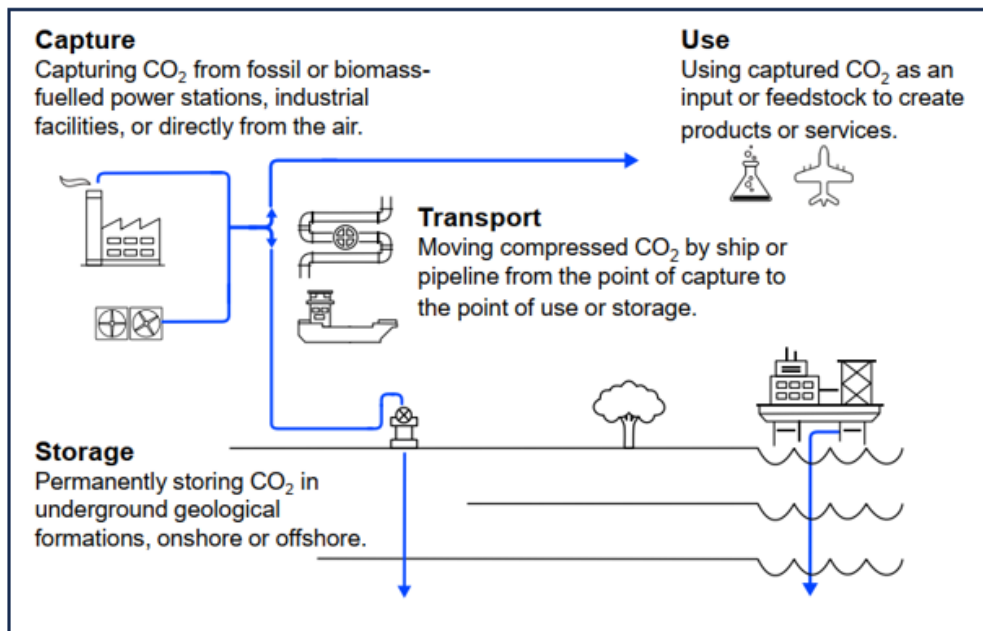 Capture
Capturing CO₂ from fossil or biomass-
fuelled power stations, industrial
facilities, or directly from the air.
Use
Using captured CO₂ as an
input or feedstock to create
products or services.
Transport
Moving compressed CO₂ by ship or
pipeline from the point of capture to
the point of use or storage.
Storage
Permanently storing CO₂ in
underground geological
formations, onshore or offshore.